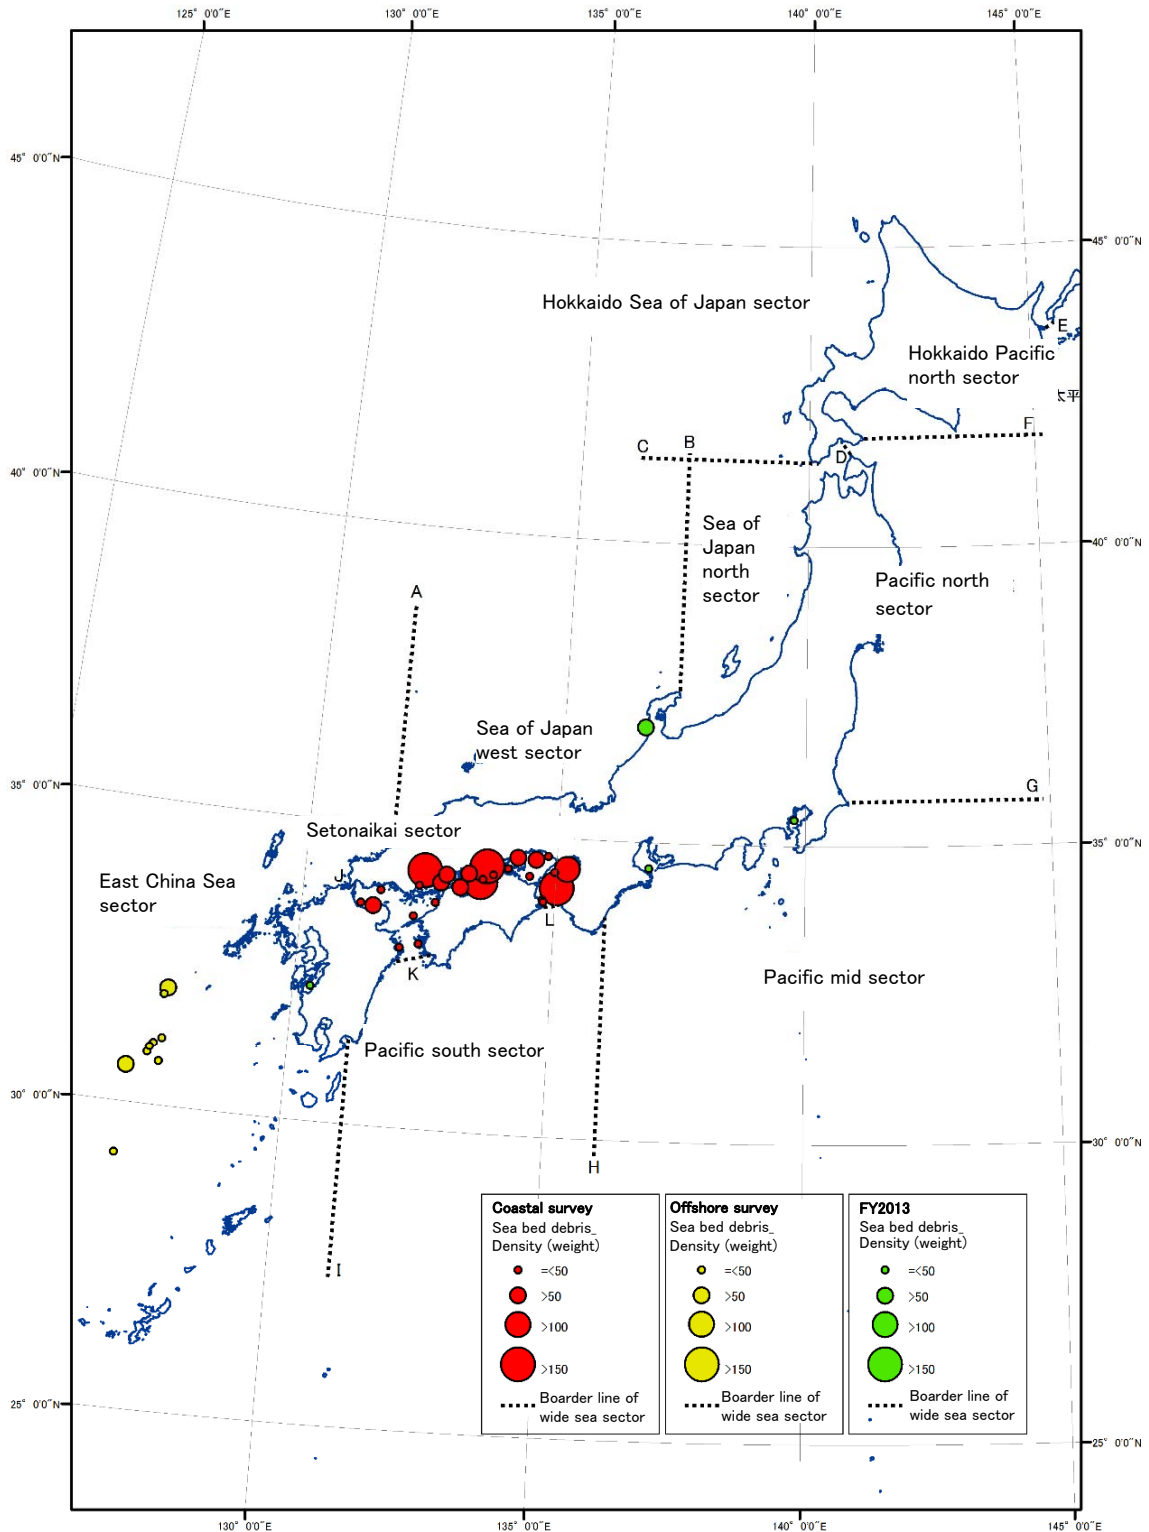 125° 0'0"E
130° 0'0"E
135° 0'0"E
140° 0'0"E
145° 0'0"E
45° 0'0"N
45° 0'0"N
Hokkaido Sea of Japan sector
E
Hokkaido Pacific
north sector
太平
F
C
B
D
40° 0'0"N
Sea of
Japan
north
sector
40° 0'0"N
Pacific north
sector
A
Sea of Japan
west sector
35° 0'0"N
G
Setonaikai sector
35° 0'0"N
J
East China Sea
sector
L
K
Pacific mid sector
Pacific south sector
30° 0'0"N
30° 0'0"N
H
I
Coastal survey
Sea bed debris_
Density (weight)
=<50
>50
>100
>150
Boarder line of
wide sea sector
Offshore survey
Sea bed debris_
Density (weight)
=<50
>50
>100
>150
Boarder line of
wide sea sector
FY2013
Sea bed debris_
Density (weight)
=<50
>50
>100
>150
Boarder line of
wide sea sector
25° 0'0"N
25° 0'0"N
130° 0'0"E
135° 0'0"E
140° 0'0"E
145° 0'0"E